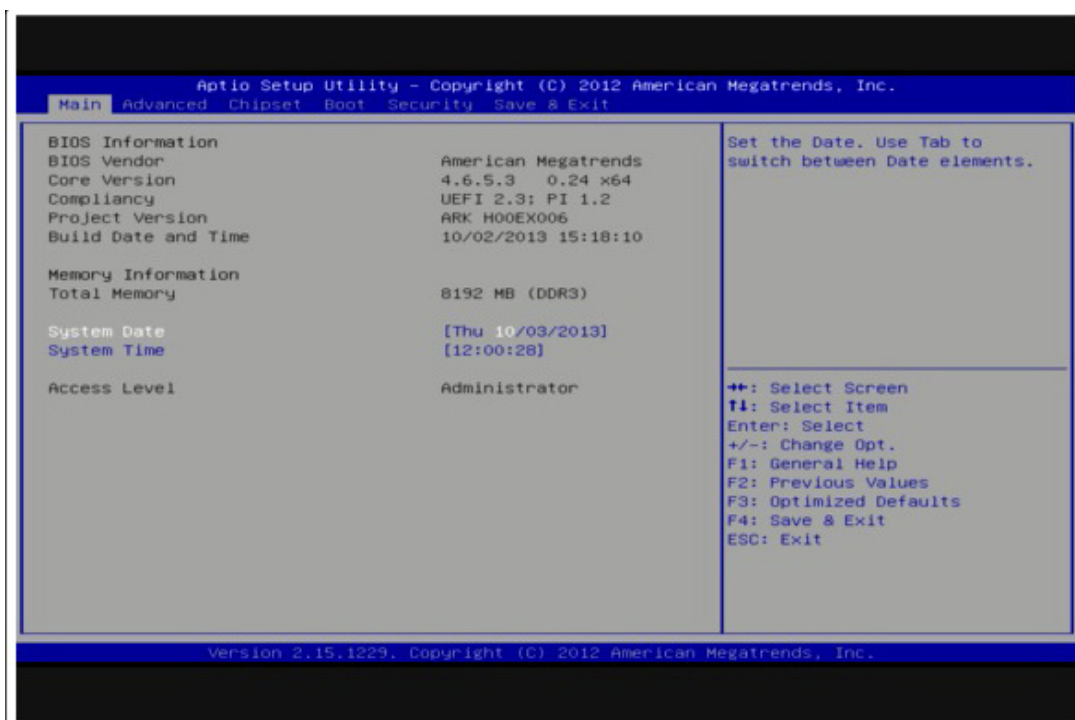 Aptio Setup Utility - Copyright (C) 2012 American Megatrends, Inc.
Main Advanced Chipset Boot Security Save & Exit
BIOS Information
BIOS Vendor American Megatrends
Core Version 4.6.5.3 0.24 x64
Compliancy UEFI 2.3; PI 1.2
Project Version ARK H00EX006
Build Date and Time 10/02/2013 15:18:10
Memory Information
Total Memory 8192 MB (DDR3)
System Date [Thu 10/03/2013]
System Time [12:00:28]
Access Level Administrator
Set the Date. Use Tab to
switch between Date elements.
→←: Select Screen
↑↓: Select Item
Enter: Select
+/-: Change Opt.
F1: General Help
F2: Previous Values
F3: Optimized Defaults
F4: Save & Exit
ESC: Exit
Version 2.15.1229. Copyright (C) 2012 American Megatrends, Inc.